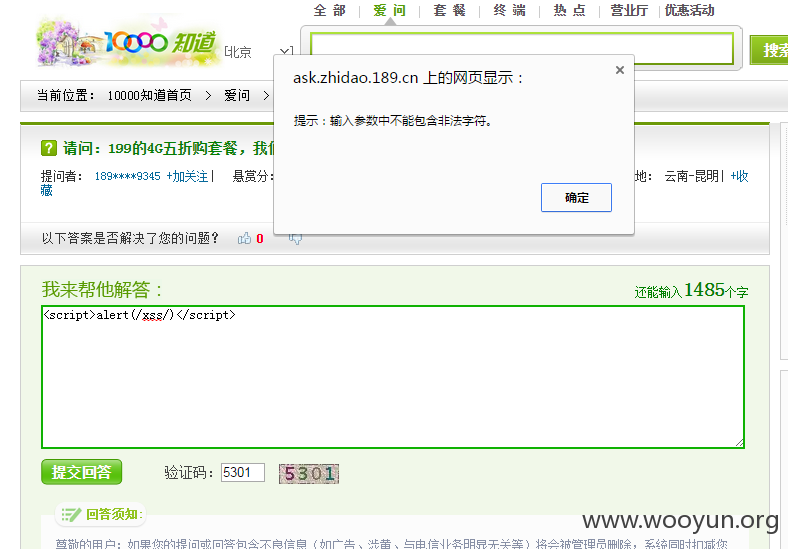 全 部 爱 问 套 餐 终 端 热 点 营业厅 优惠活动
10000 知道 [北京 搜索
当前位置： 10000知道首页 > 爱问 >
ask.zhidao.189.cn 上的网页显示：
提示：输入参数中不能包含非法字符。
确定
请问：199的4G五折购套餐，我
提问者： 189****9345 +加关注| 悬赏分： 地： 云南-昆明| +收
藏
以下答案是否解决了您的问题？ 0
我来帮他解答： 还能输入1485个字
<script>alert(/xss/)</script>
提交回答 验证码： 5301 5301
回答须知:
www.wooyun.org
尊敬的用户：如果您的提问或回答包含不良信息（如广告、涉黄、与电信业务明显无关等）将会被管理员删除，系统同时扣减您